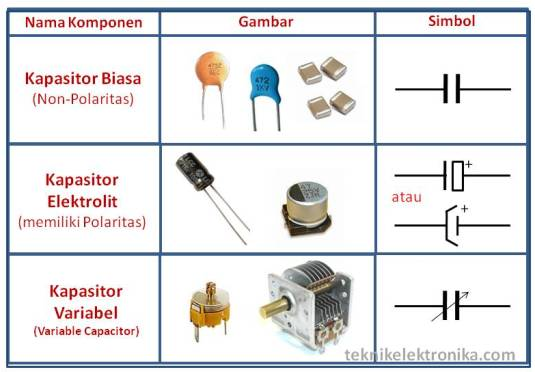 Nama Komponen
Gambar
Simbol
Kapasitor Biasa
(Non-Polaritas)
472
1KV
Kapasitor
Elektrolit
(memiliki Polaritas)
47
+
atau
+
Kapasitor
Variabel
(Variable Capacitor)
teknikelektronika.com